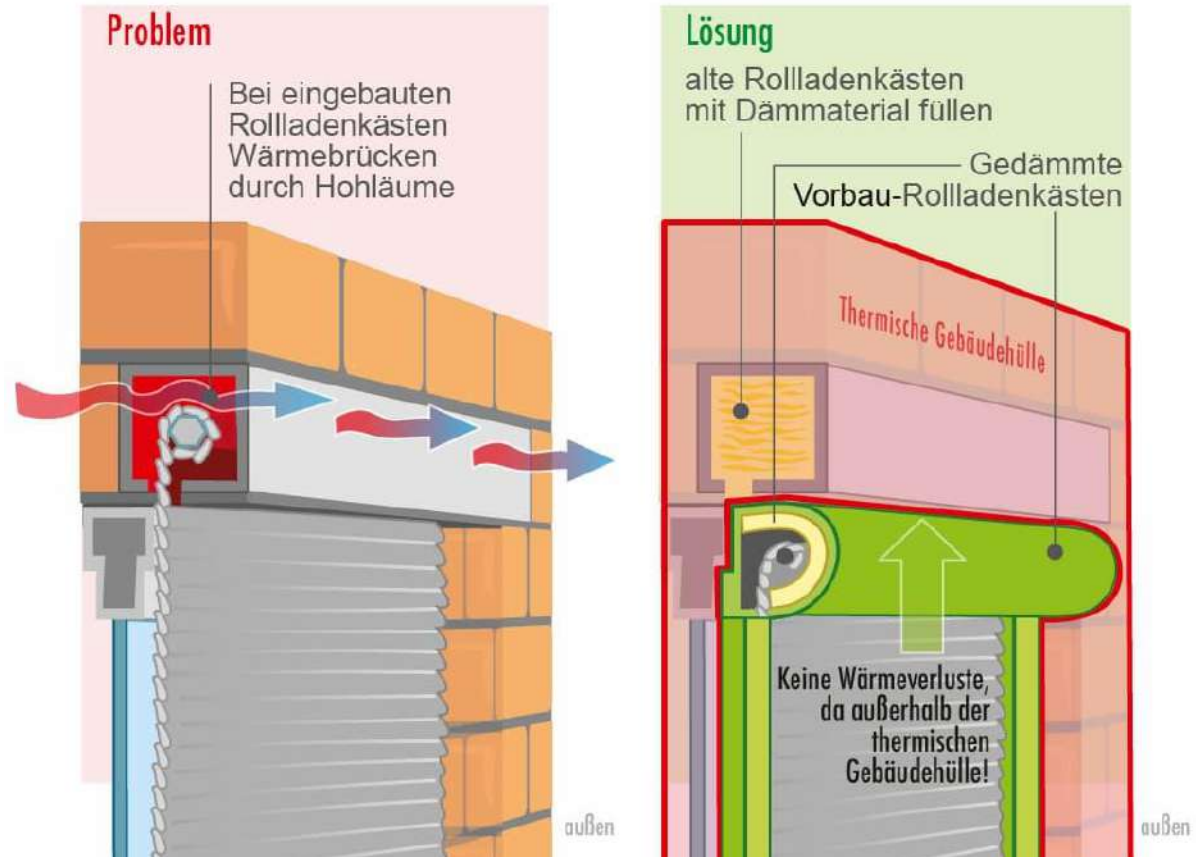 Problem
Bei eingebauten
Rollladenkästen
Wärmebrücken
durch Hohläume
außen
Lösung
alte Rollladenkästen
mit Dämmaterial füllen
Gedämmte
Vorbau-Rollladenkästen
Thermische Gebäudehülle
Keine Wärmeverluste,
da außerhalb der
thermischen
Gebäudehülle!
außen